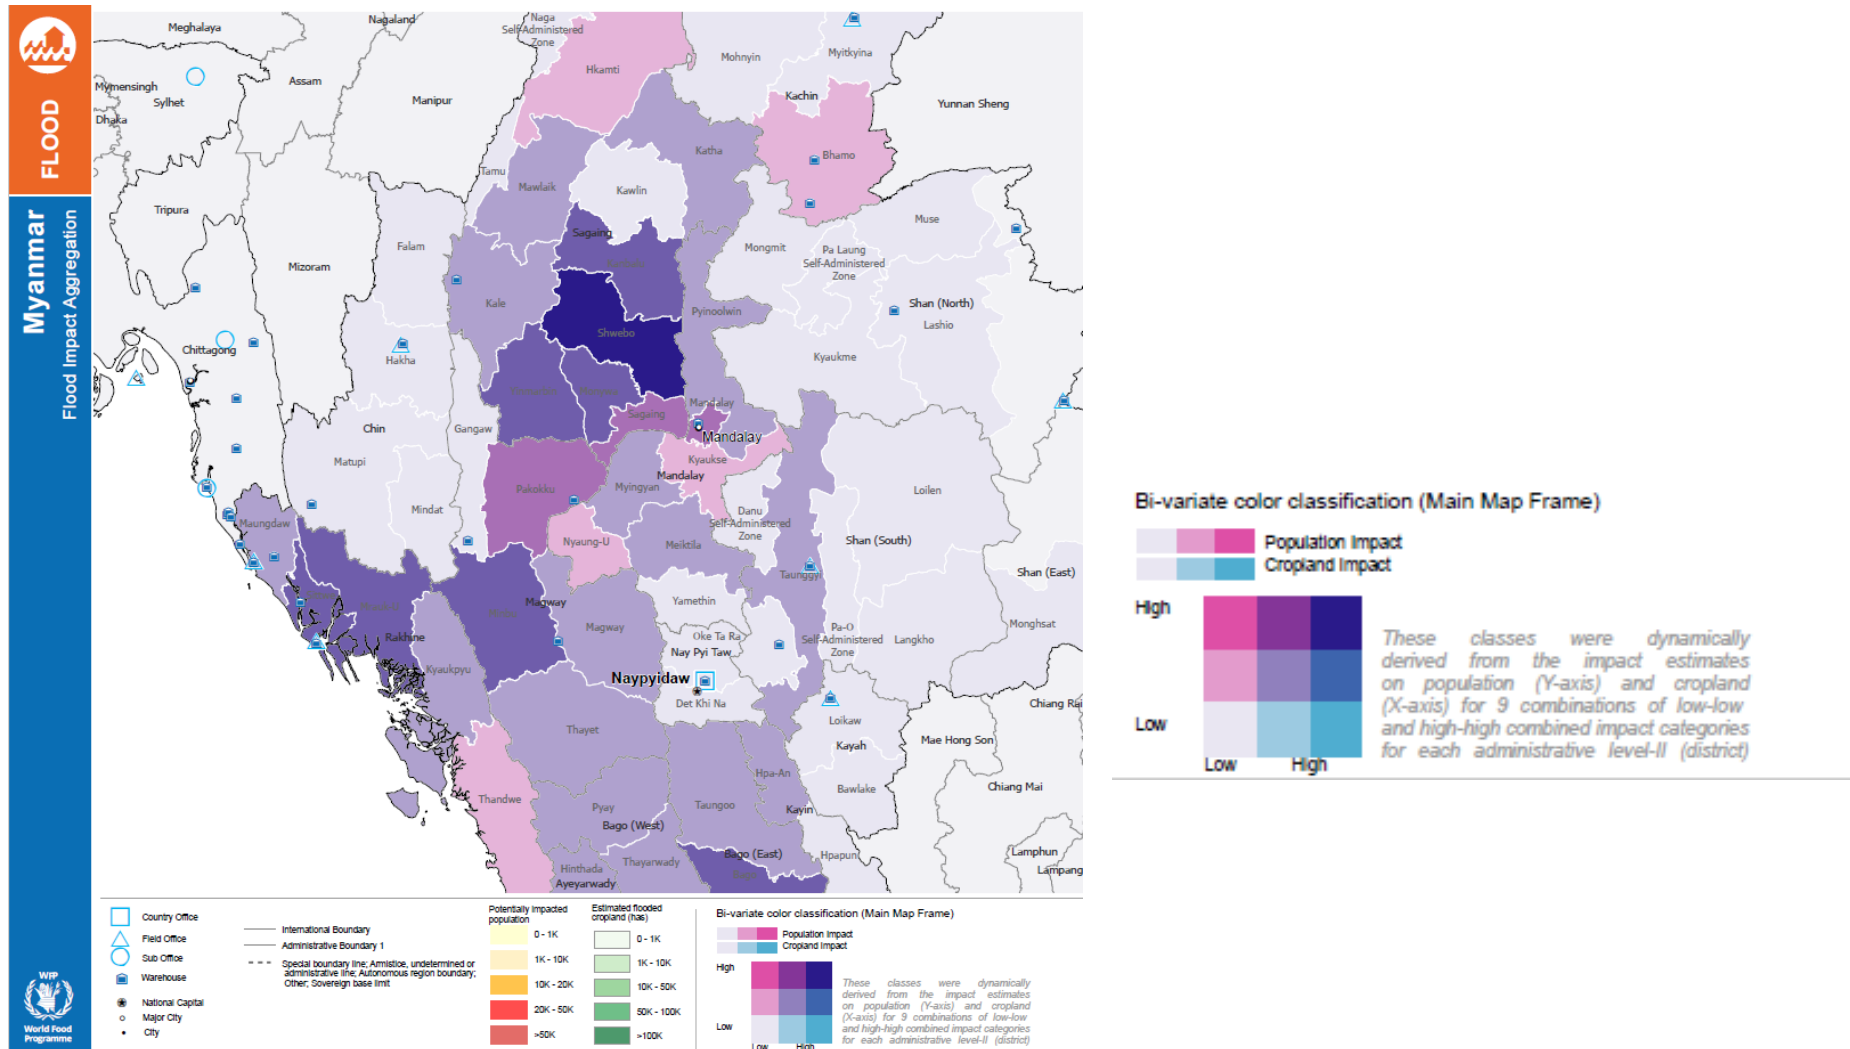 FLOOD
Myanmar
Flood Impact Aggregation
WFP
World Food
Programme
Meghalaya
Nagaland
Naga
Self-Administered
Zone
Hkamti
Mohnyin
Myitkyina
Mymensingh
Sylhet
Dhaka
Assam
Manipur
Kachin
Yunnan Sheng
Katha
Bhamo
Tamu
Mawlaik
Kawlin
Tripura
Muse
Falam
Sagaing
Mongmit
Pa Laung
Self-Administered
Zone
Mizoram
Kale
Shan (North)
Pyinoolwin
Lashio
Shwebo
Chittagong
Hakha
Kyaukme
Mandalay
Sagaing
Chin
Gangaw
Mandalay
Matupi
Kyaukse
Mandalay
Pakokku
Myingyan
Loilen
Mindat
Danu
Self-Administered
Zone
Maungdaw
Nyaung-U
Meiktila
Shan (South)
Taunggyi
Shan (East)
Magway
Yamethin
Magway
Monghsat
Rakhine
Oke Ta Ra
Pa-O
Self-Administered
Zone
Langkho
Nay Pyi Taw
Kyaukpyu
Naypyidaw
Det Khi Na
Chiang Rai
Loikaw
Thayet
Kayah
Mae Hong Son
Hpa-An
Bawlake
Chiang Mai
Thandwe
Pyay
Taungoo
Kayin
Bago (West)
Lamphun
Thayarwady
Bago (East)
Hpapun
Hinthada
Lampang
Ayeyarwady
Country Office
Field Office
Sub Office
Warehouse
National Capital
Major City
City
International Boundary
Administrative Boundary 1
Special boundary line; Armistice, undetermined or
administrative line; Autonomous region boundary;
Other; Sovereign base limit
Potentially impacted
population
0 - 1K
1K - 10K
10K - 20K
20K - 50K
>50K
Estimated flooded
cropland (has)
0 - 1K
1K - 10K
10K - 50K
50K - 100K
>100K
Bi-variate color classification (Main Map Frame)
Population Impact
Cropland Impact
High
Low
Low High
These classes were dynamically
derived from the impact estimates
on population (Y-axis) and cropland
(X-axis) for 9 combinations of low-low
and high-high combined impact categories
for each administrative level-II (district)
Bi-variate color classification (Main Map Frame)
Population Impact
Cropland Impact
High
Low
Low High
These classes were dynamically
derived from the impact estimates
on population (Y-axis) and cropland
(X-axis) for 9 combinations of low-low
and high-high combined impact categories
for each administrative level-II (district)